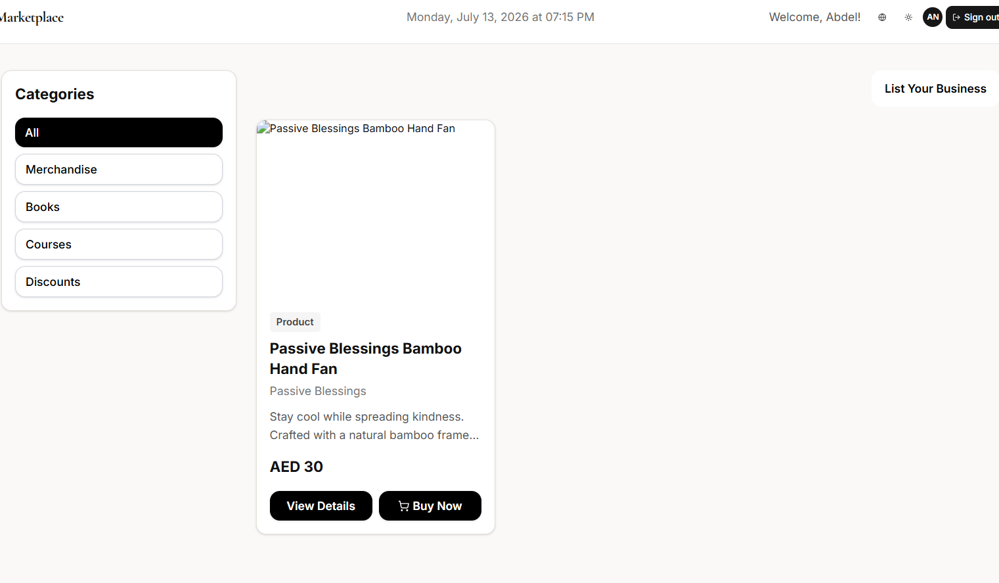 Marketplace
Monday, July 13, 2026 at 07:15 PM
Welcome, Abdel!
AN
Sign out
Categories
All
Merchandise
Books
Courses
Discounts
List Your Business
Passive Blessings Bamboo Hand Fan
Product
Passive Blessings Bamboo
Hand Fan
Passive Blessings
Stay cool while spreading kindness.
Crafted with a natural bamboo frame...
AED 30
View Details
Buy Now